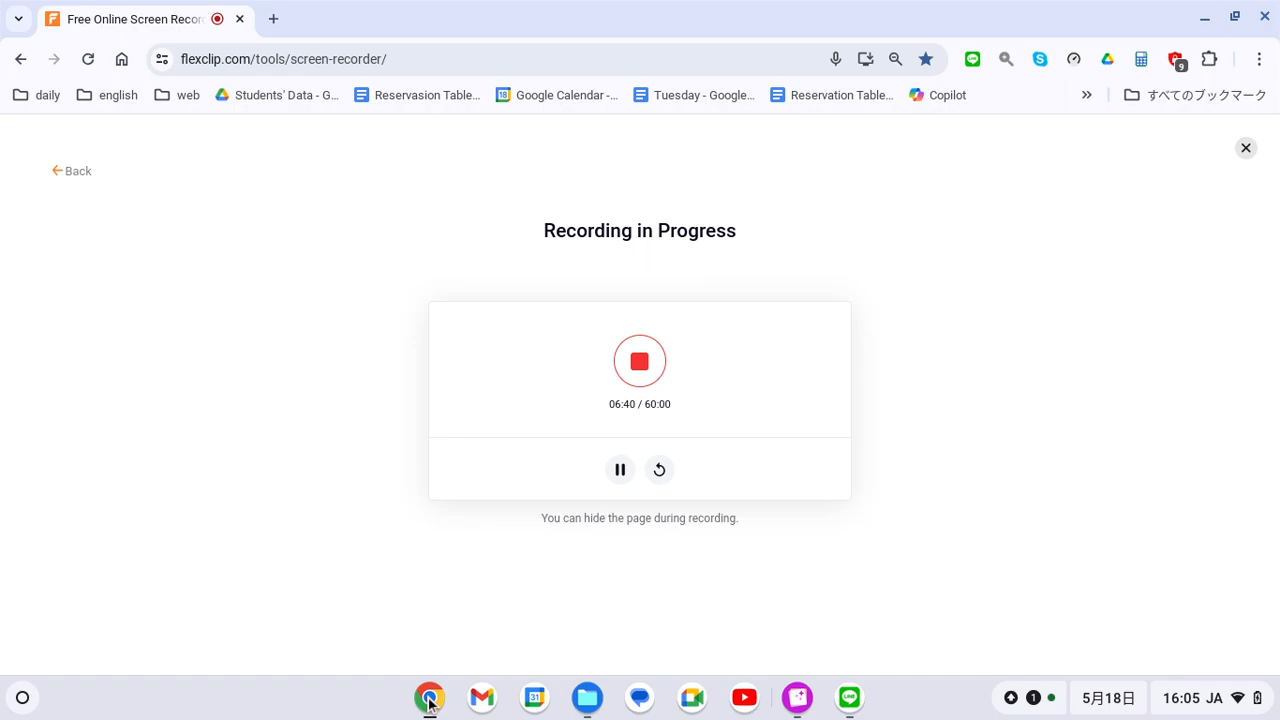 Free Online Screen Recor
flexclip.com/tools/screen-recorder/
9
daily
english
web
Students' Data - G...
Reservasion Table...
Google Calendar -...
Tuesday - Google...
Reservation Table...
Copilot
すべてのブックマーク
Back
Recording in Progress
06:40 / 60:00
You can hide the page during recording.
31
1
5月18日
16:05 JA